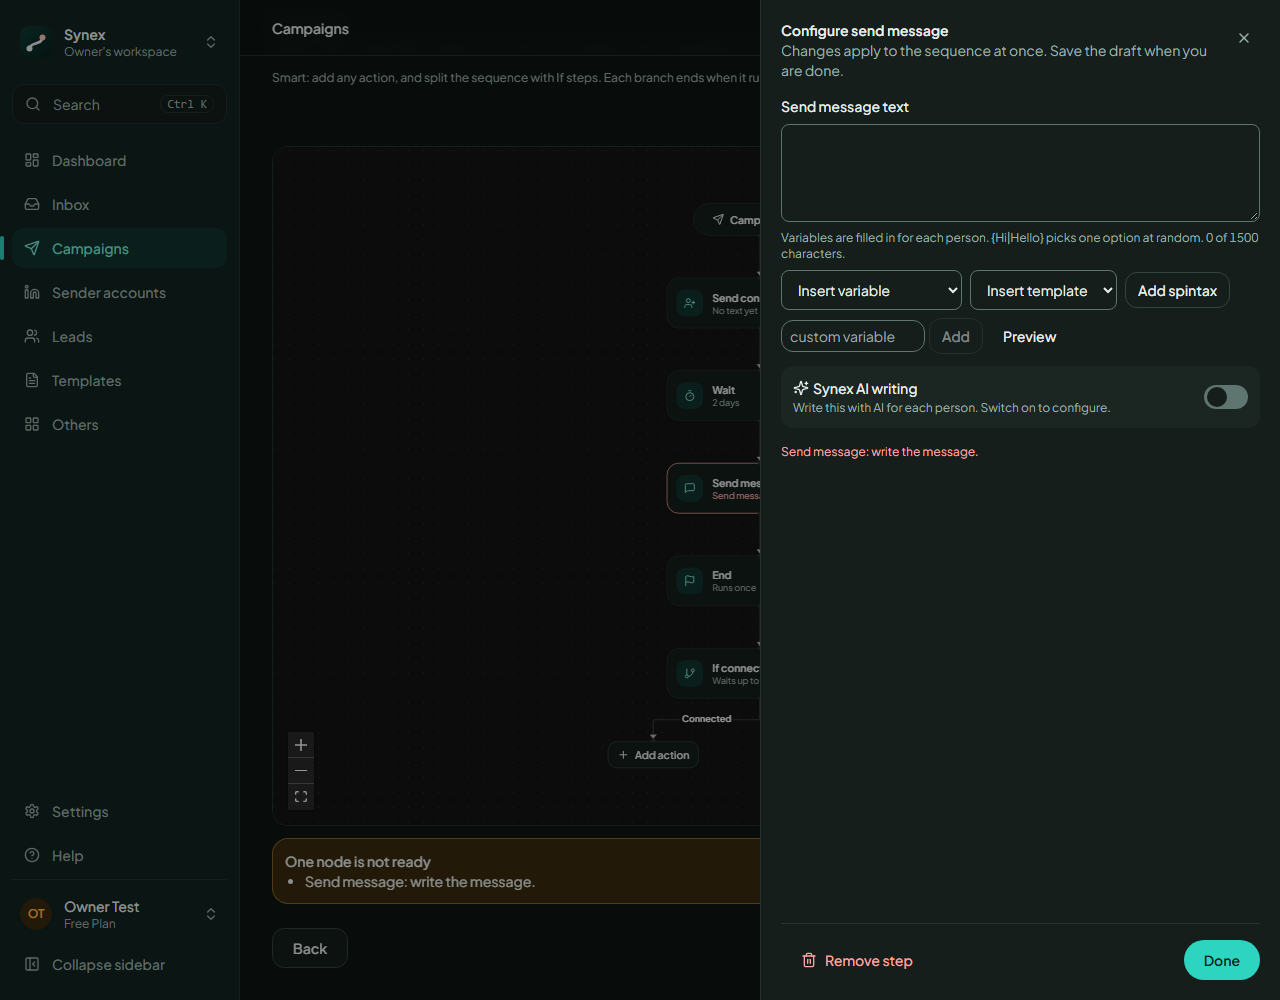 Synex
Owner's workspace
Search
Ctrl K
Dashboard
Inbox
Campaigns
Sender accounts
Leads
Templates
Others
Settings
Help
OT
Owner Test
Free Plan
Collapse sidebar
Campaigns
Smart: add any action, and split the sequence with If steps. Each branch ends when it ru
Camp
Send con
No text yet
Wait
2 days
Send mes
Send messa
End
Runs once
If connec
Waits up to
Connected
Add action
One node is not ready
• Send message: write the message.
Back
Configure send message
Changes apply to the sequence at once. Save the draft when you
are done.
Send message text
Variables are filled in for each person. {Hi|Hello} picks one option at random. 0 of 1500
characters.
Insert variable
Insert template
Add spintax
custom variable
Add
Preview
Synex AI writing
Write this with AI for each person. Switch on to configure.
Send message: write the message.
Remove step
Done